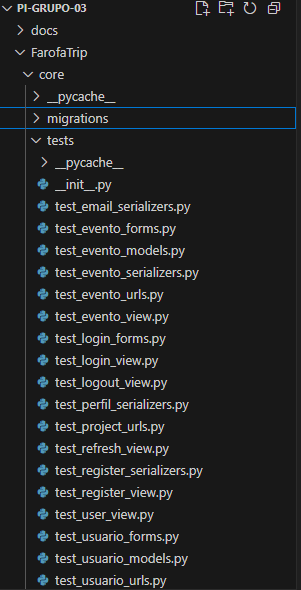 PI-GRUPO-03
docs
FarofaTrip
core
__pycache__
migrations
tests
__pycache__
__init__.py
test_email_serializers.py
test_evento_forms.py
test_evento_models.py
test_evento_serializers.py
test_evento_urls.py
test_evento_view.py
test_login_forms.py
test_login_view.py
test_logout_view.py
test_perfil_serializers.py
test_project_urls.py
test_refresh_view.py
test_register_serializers.py
test_register_view.py
test_user_view.py
test_usuario_forms.py
test_usuario_models.py
test_usuario_urls.py